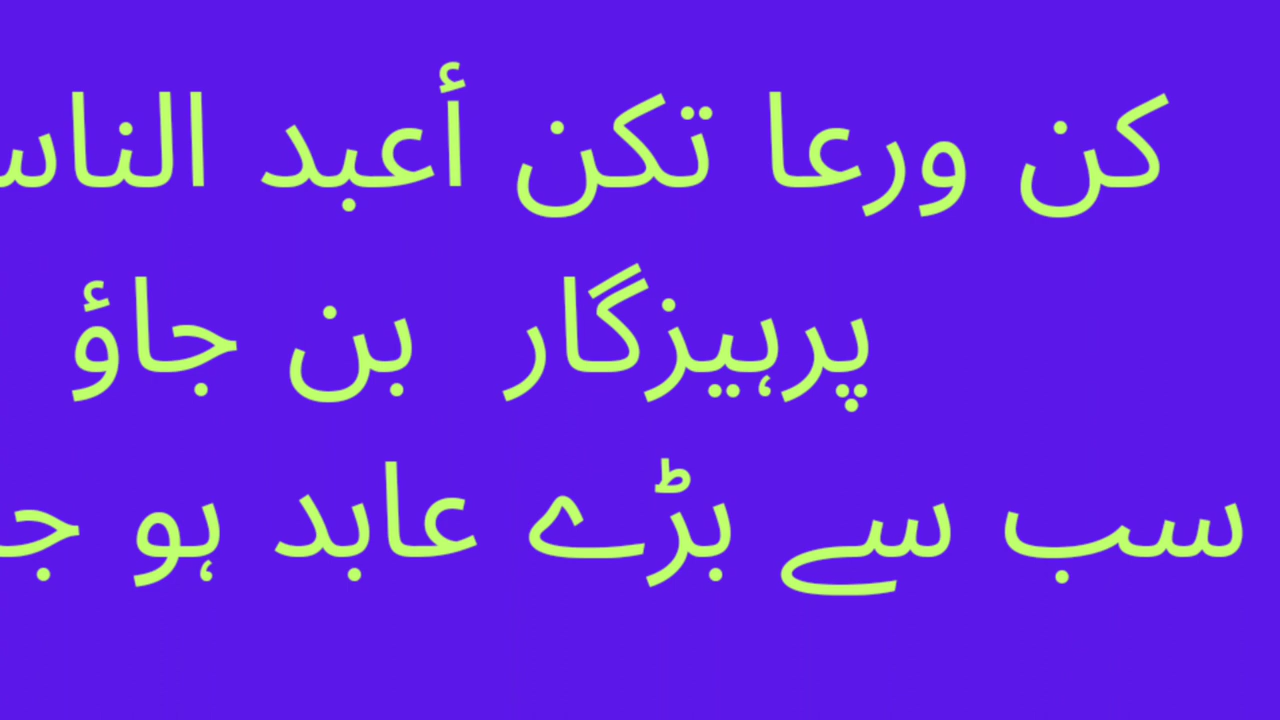 كن ورعا تكن أعبد
پرہیزگار بن جاؤ
سب سے بڑے عابد ہو